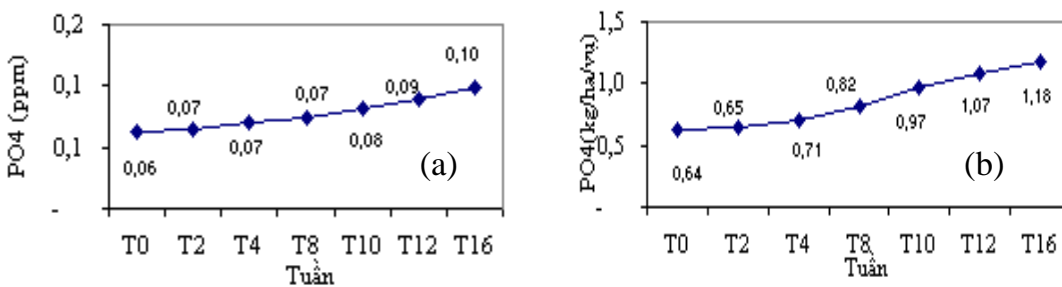 PO4 (ppm)
0,2
0,1
0,1
-
0,06
0,07
0,07
0,07
0,08
0,09
0,10
(a)
T0 T2 T4 T8 T10 T12 T16
Tuần
PO4(kg/ha/vụ)
1,5
1,0
0,5
-
0,64
0,65
0,71
0,82
0,97
1,07
1,18
(b)
T0 T2 T4 T8 T10 T12 T16
Tuần